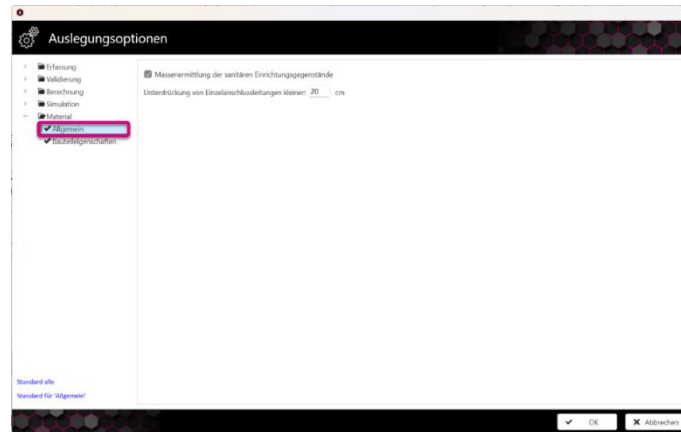 Auslegungsoptionen
Erfassung
Validierung
Berechnung
Simulation
Material
Allgemein
Bauteileigenschaften
Massenermittlung der sanitären Einrichtungsgegenstände
Unterdrückung von Einzelanschlussleitungen kleiner: 20 cm
Standard alle
Standard für 'Allgemein'
OK
Abbrechen